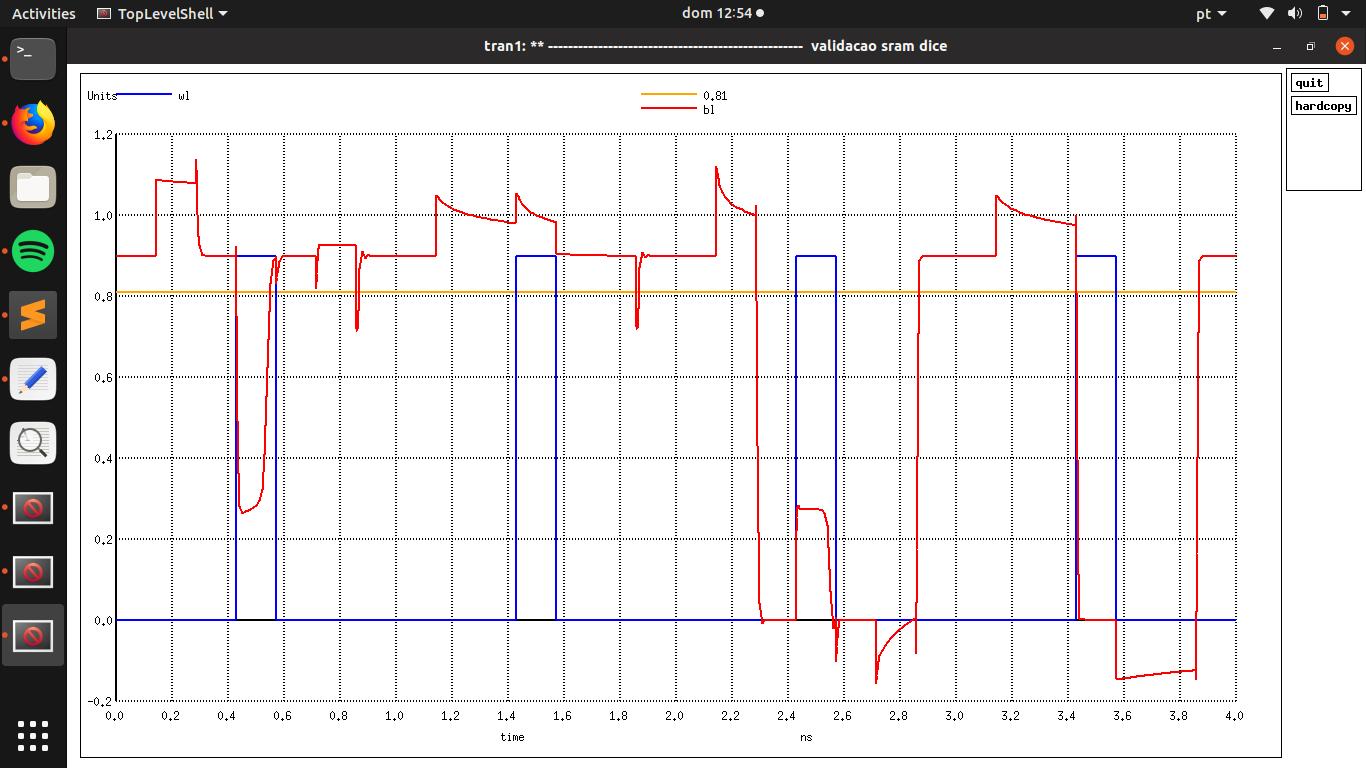 Activities TopLevelShell dom 12:54 pt
tran1: ** --------------------------------------------------- validacao sram dice
quit
hardcopy
Units wl 0.81
bl
1.2
1.0
0.8
0.6
0.4
0.2
0.0
-0.2
0.0 0.2 0.4 0.6 0.8 1.0 1.2 1.4 1.6 1.8 2.0 2.2 2.4 2.6 2.8 3.0 3.2 3.4 3.6 3.8 4.0
time ns